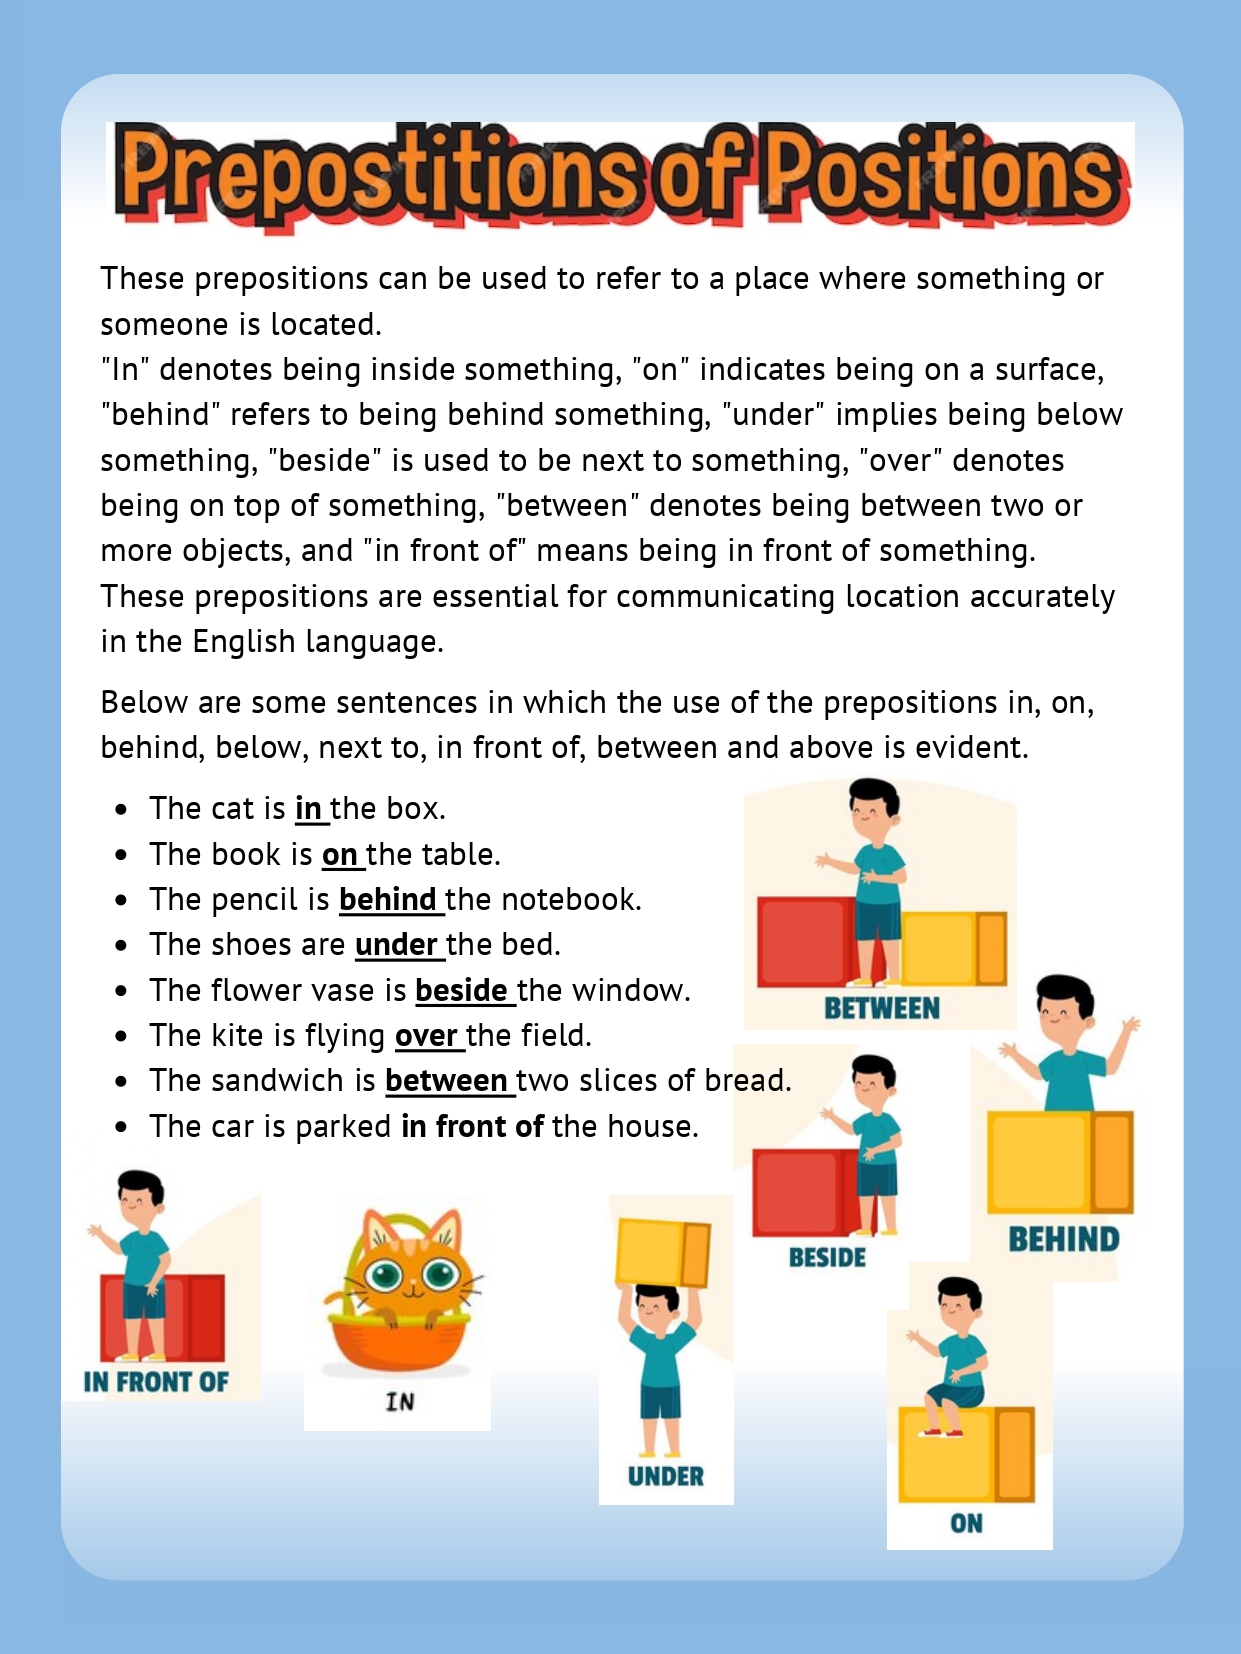 Prepostitions of Positions
These prepositions can be used to refer to a place where something or
someone is located.
"In" denotes being inside something, "on" indicates being on a surface,
"behind" refers to being behind something, "under" implies being below
something, "beside" is used to be next to something, "over" denotes
being on top of something, "between" denotes being between two or
more objects, and "in front of" means being in front of something.
These prepositions are essential for communicating location accurately
in the English language.
Below are some sentences in which the use of the prepositions in, on,
behind, below, next to, in front of, between and above is evident.
• The cat is in the box.
• The book is on the table.
• The pencil is behind the notebook.
• The shoes are under the bed.
• The flower vase is beside the window.
• The kite is flying over the field.
• The sandwich is between two slices of bread.
• The car is parked in front of the house.
BETWEEN
BEHIND
BESIDE
IN FRONT OF
IN
UNDER
ON